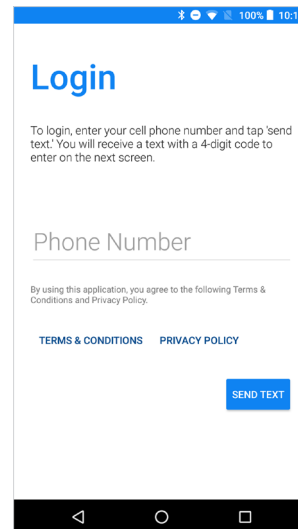 100% 10:1
Login
To login, enter your cell phone number and tap 'send
text.' You will receive a text with a 4-digit code to
enter on the next screen.
Phone Number
By using this application, you agree to the following Terms &
Conditions and Privacy Policy.
TERMS & CONDITIONS PRIVACY POLICY
SEND TEXT